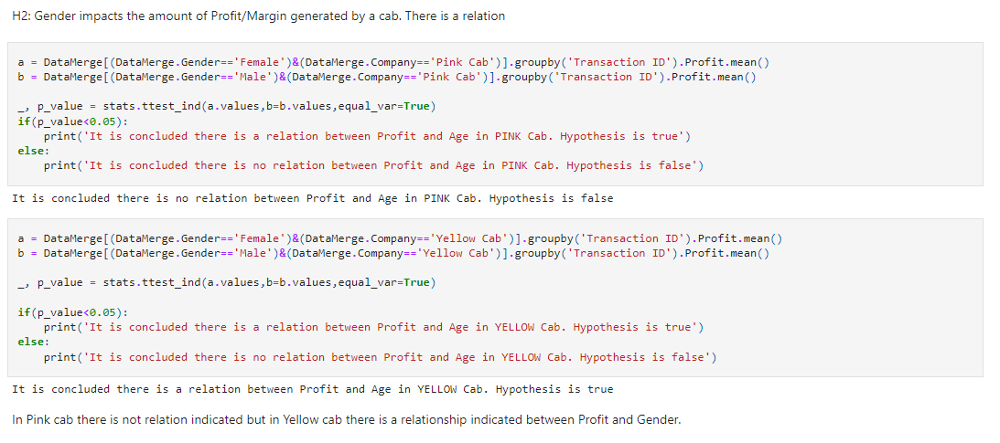 H2: Gender impacts the amount of Profit/Margin generated by a cab. There is a relation
a = DataMerge[(DataMerge.Gender=='Female')&(DataMerge.Company=='Pink Cab')].groupby('Transaction ID').Profit.mean()
b = DataMerge[(DataMerge.Gender=='Male')&(DataMerge.Company=='Pink Cab')].groupby('Transaction ID').Profit.mean()
_, p_value = stats.ttest_ind(a.values,b=b.values,equal_var=True)
if(p_value<0.05):
    print('It is concluded there is a relation between Profit and Age in PINK Cab. Hypothesis is true')
else:
    print('It is concluded there is no relation between Profit and Age in PINK Cab. Hypothesis is false')
It is concluded there is no relation between Profit and Age in PINK Cab. Hypothesis is false
a = DataMerge[(DataMerge.Gender=='Female')&(DataMerge.Company=='Yellow Cab')].groupby('Transaction ID').Profit.mean()
b = DataMerge[(DataMerge.Gender=='Male')&(DataMerge.Company=='Yellow Cab')].groupby('Transaction ID').Profit.mean()
_, p_value = stats.ttest_ind(a.values,b=b.values,equal_var=True)
if(p_value<0.05):
    print('It is concluded there is a relation between Profit and Age in YELLOW Cab. Hypothesis is true')
else:
    print('It is concluded there is no relation between Profit and Age in YELLOW Cab. Hypothesis is false')
It is concluded there is a relation between Profit and Age in YELLOW Cab. Hypothesis is true
In Pink cab there is not relation indicated but in Yellow cab there is a relationship indicated between Profit and Gender.